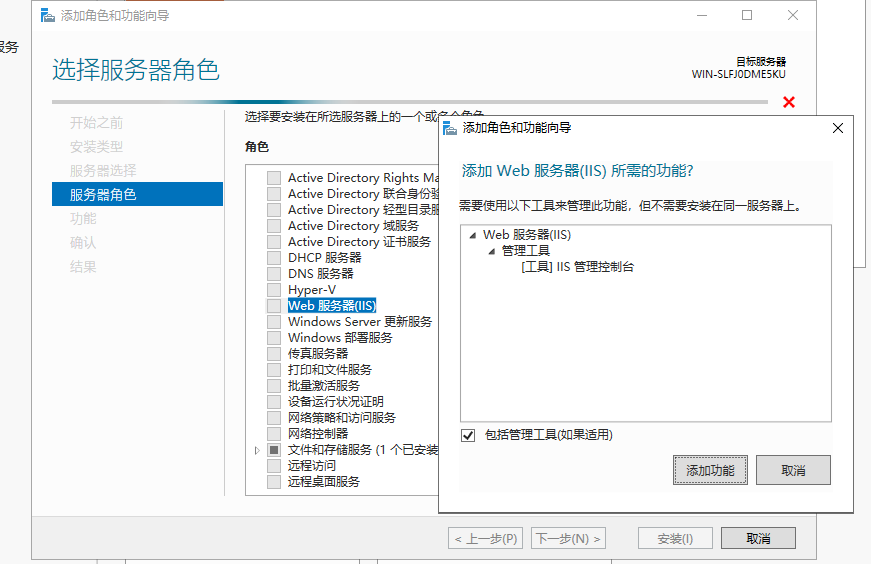 添加角色和功能向导
服务
选择服务器角色
目标服务器
WIN-SLFJ0DME5KU
开始之前
安装类型
服务器选择
服务器角色
功能
确认
结果
选择要安装在所选服务器上的一个或多个角色
角色
Active Directory Rights Ma
Active Directory 联合身份验
Active Directory 轻型目录服
Active Directory 域服务
Active Directory 证书服务
DHCP 服务器
DNS 服务器
Hyper-V
Web 服务器(IIS)
Windows Server 更新服务
Windows 部署服务
传真服务器
打印和文件服务
批量激活服务
设备运行状况证明
网络策略和访问服务
网络控制器
文件和存储服务 (1 个已安装
远程访问
远程桌面服务
添加角色和功能向导
添加 Web 服务器(IIS) 所需的功能?
需要使用以下工具来管理此功能，但不需要安装在同一服务器上。
Web 服务器(IIS)
管理工具
[工具] IIS 管理控制台
包括管理工具(如果适用)
添加功能
取消
< 上一步(P)
下一步(N) >
安装(I)
取消